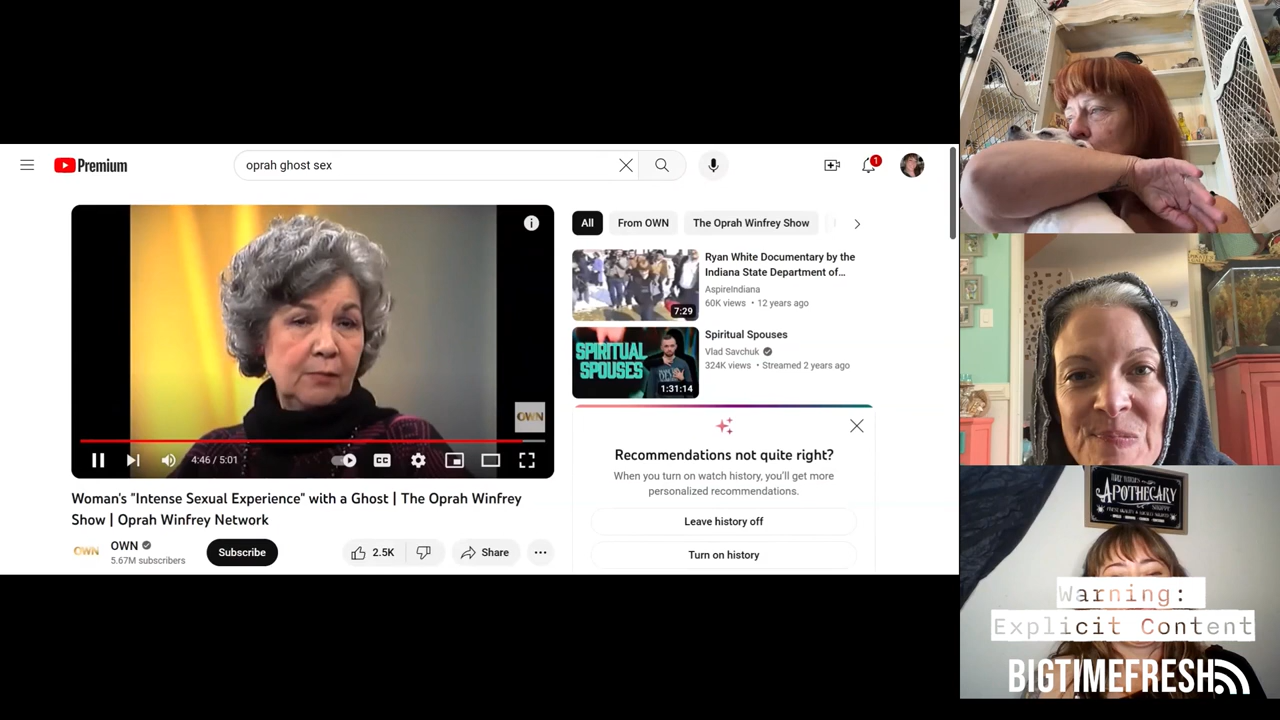 Premium
oprah ghost sex
1
All
From OWN
The Oprah Winfrey Show
Ryan White Documentary by the
Indiana State Department of...
AspireIndiana
60K views • 12 years ago
7:29
Spiritual Spouses
Vlad Savchuk
324K views • Streamed 2 years ago
SPIRITUAL
SPOUSES
1:31:14
OWN
4:46 / 5:01
CC
Recommendations not quite right?
When you turn on watch history, you'll get more
personalized recommendations.
Leave history off
Turn on history
Woman's "Intense Sexual Experience" with a Ghost | The Oprah Winfrey
Show | Oprah Winfrey Network
OWN
OWN
5.67M subscribers
Subscribe
2.5K
Share
APOTHECARY
SHOPPE
Warning:
Explicit Content
BIGTIMEFRESH